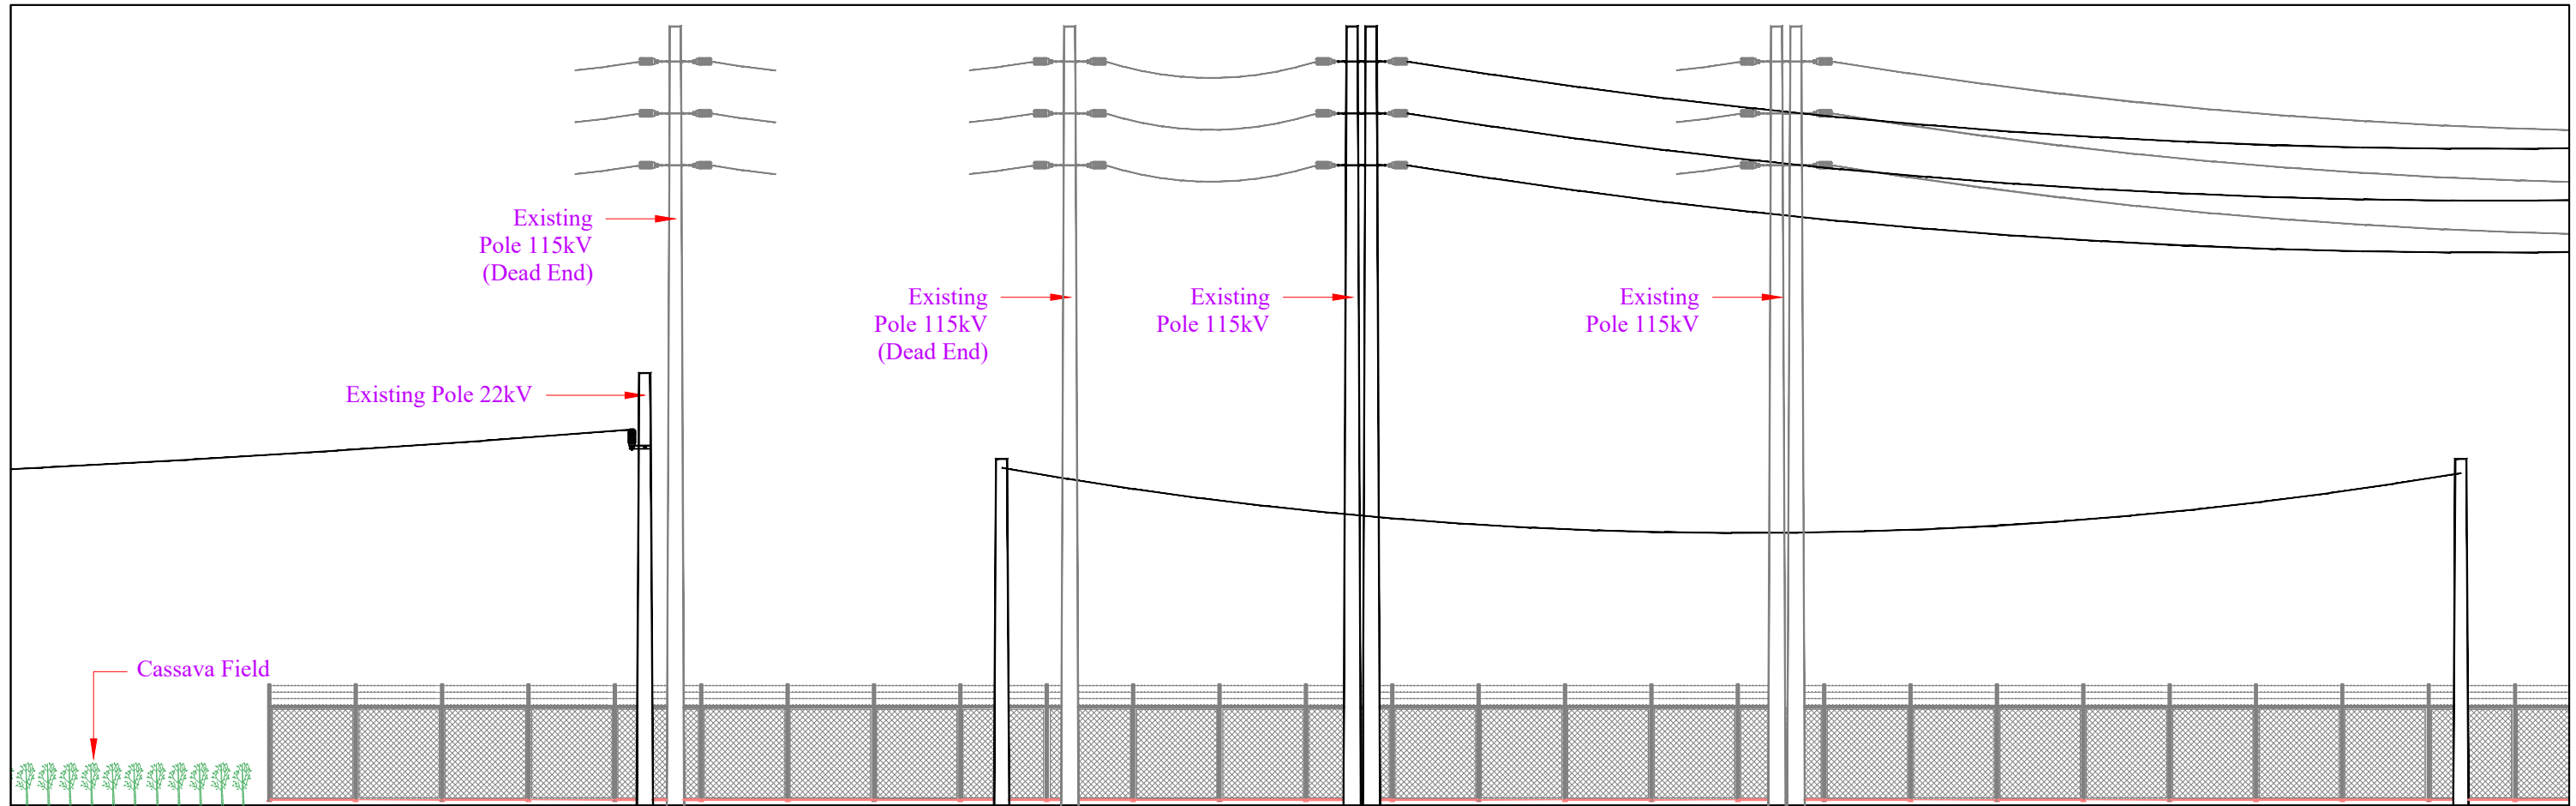 Existing
Pole 115kV
(Dead End)
Existing
Pole 115kV
(Dead End)
Existing
Pole 115kV
Existing
Pole 115kV
Existing Pole 22kV
Cassava Field